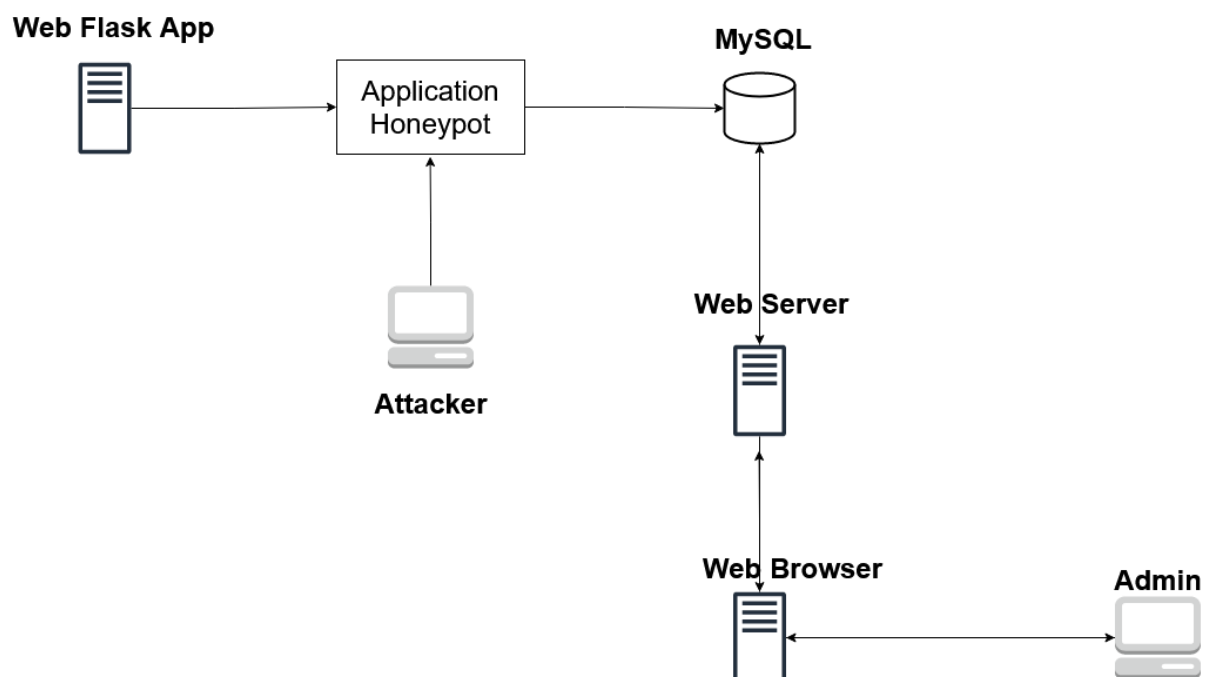 Web Flask App
MySQL
Application
Honeypot
Web Server
Attacker
Web Browser
Admin